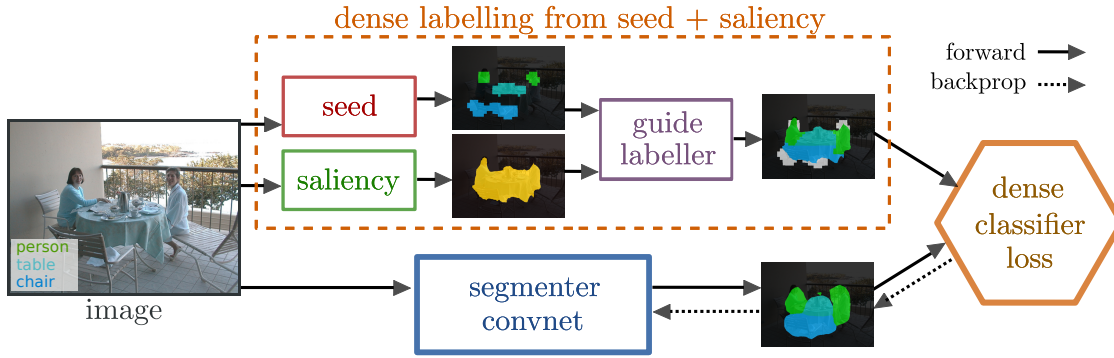 dense labelling from seed + saliency
forward
backprop
seed
saliency
guide
labeller
person
table
chair
image
segmenter
convnet
dense
classifier
loss